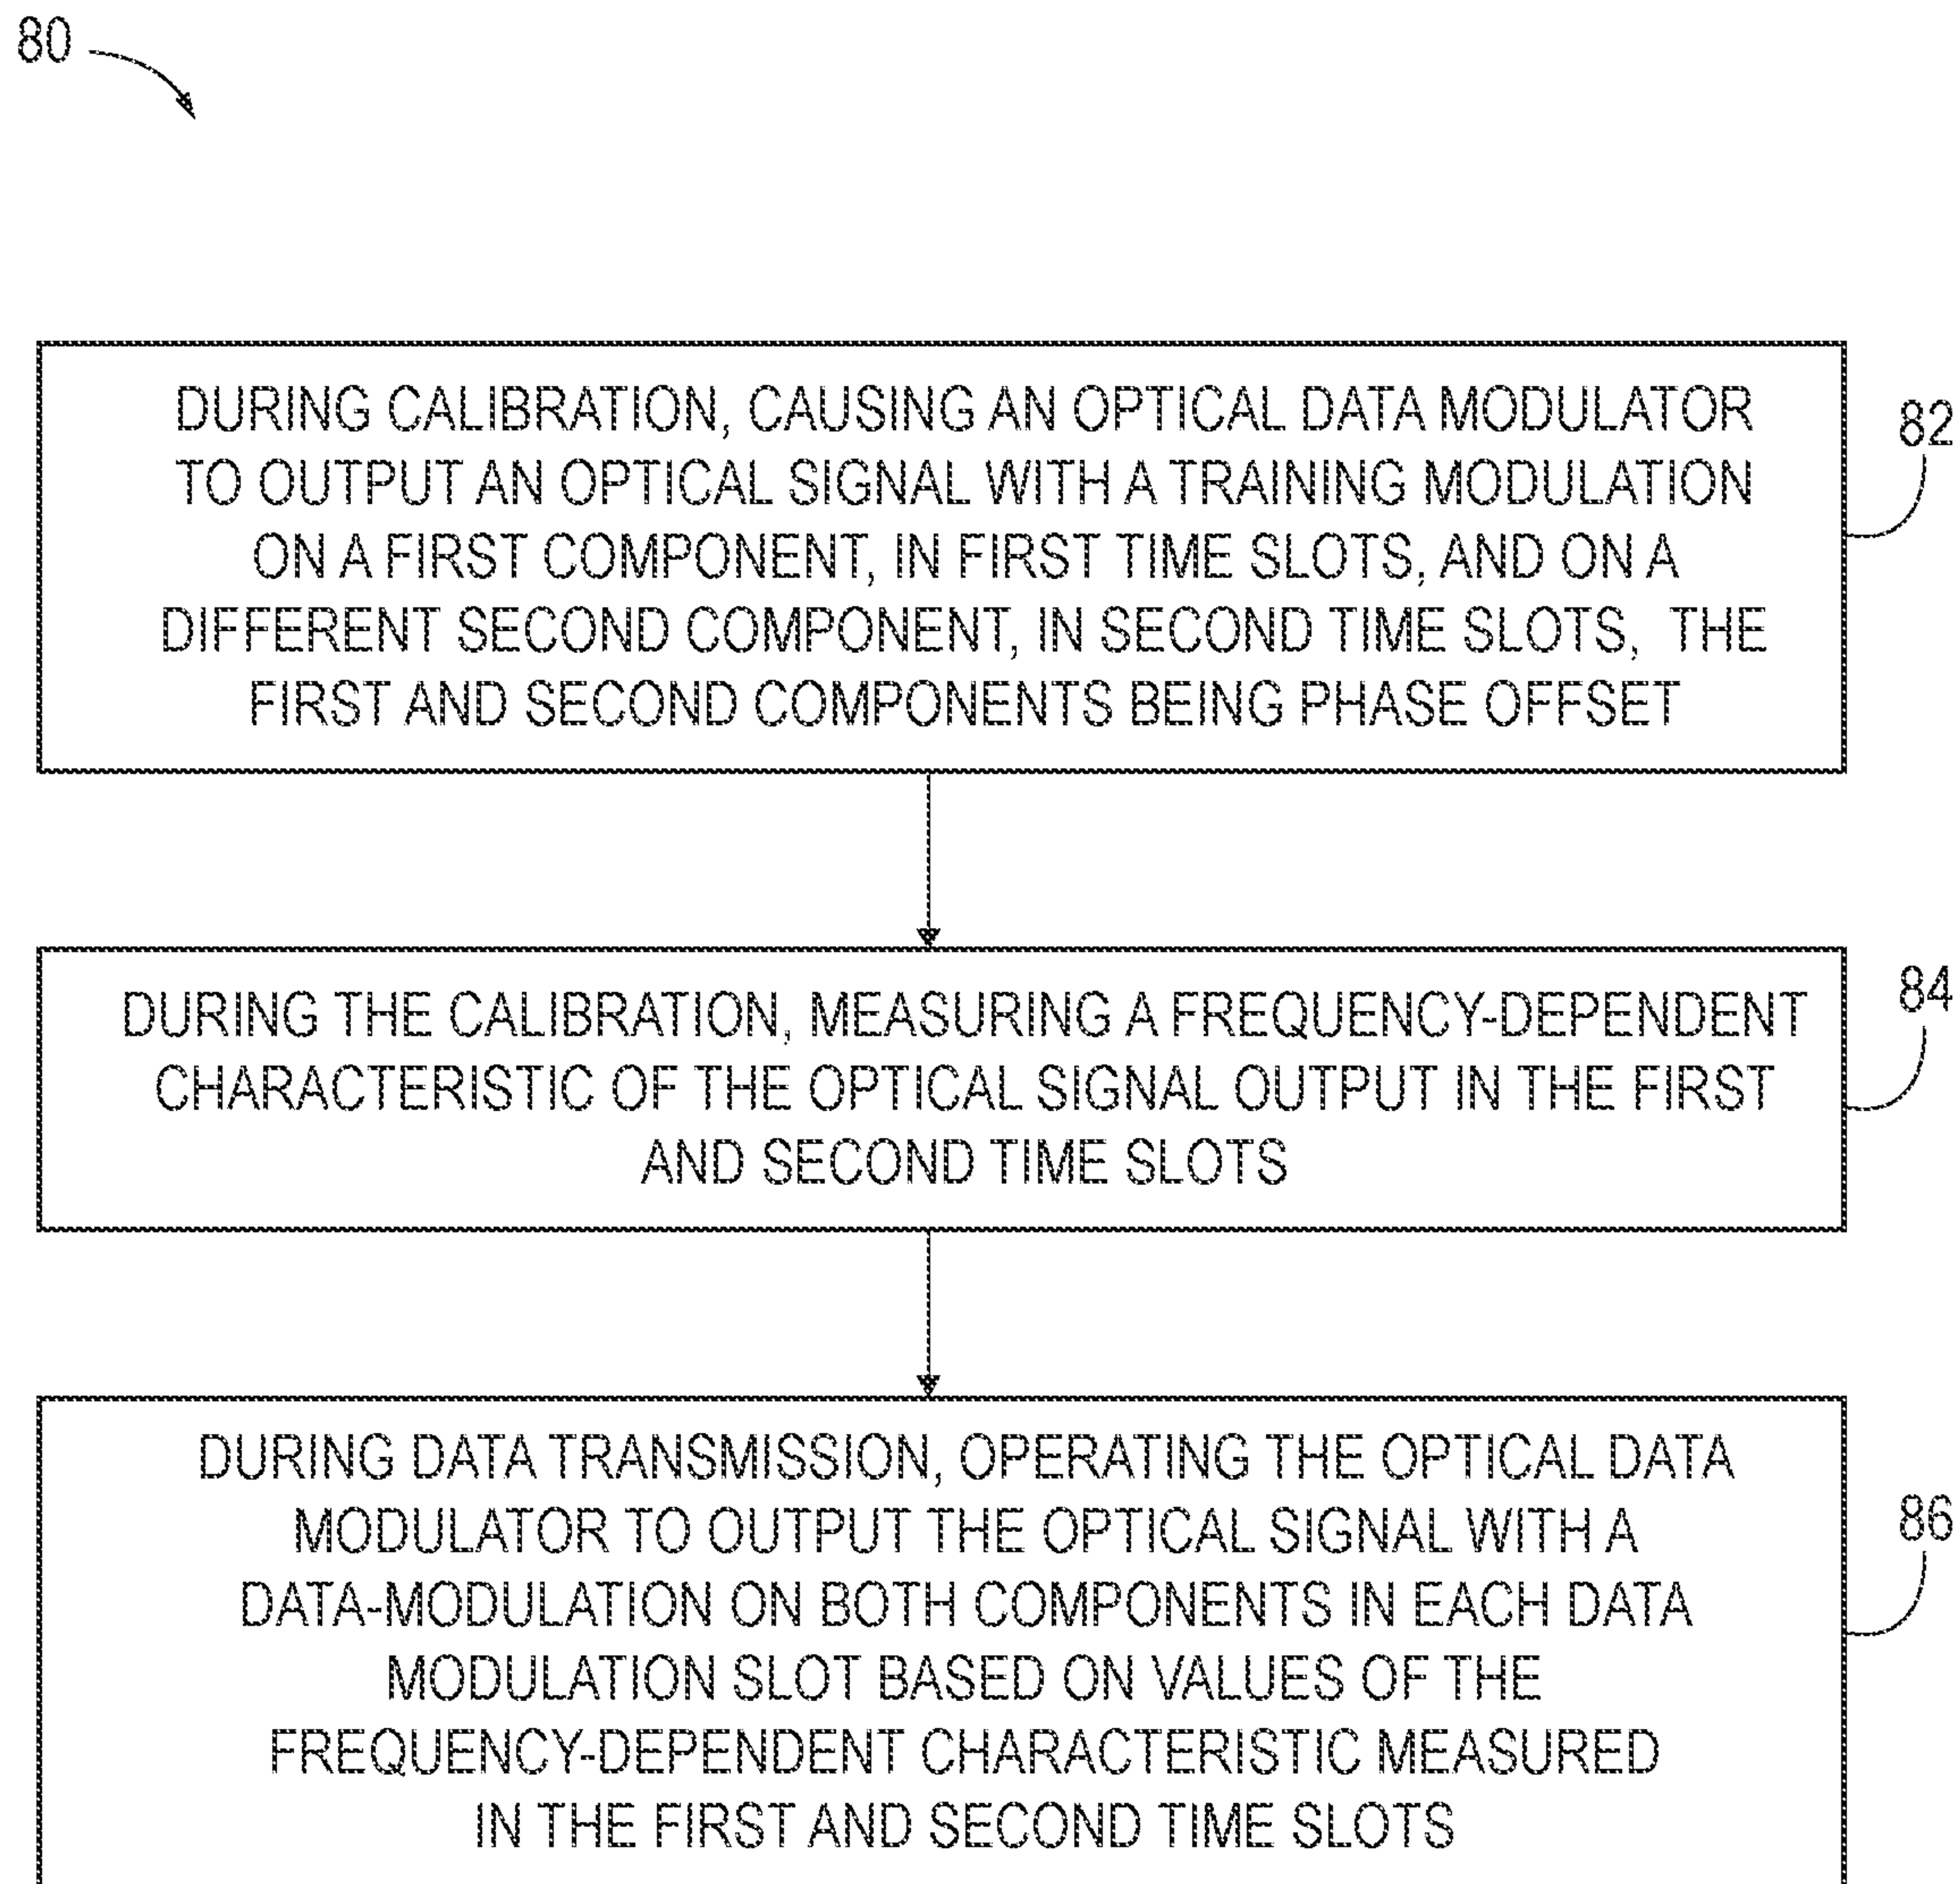 80
DURING CALIBRATION, CAUSING AN OPTICAL DATA MODULATOR
TO OUTPUT AN OPTICAL SIGNAL WITH A TRAINING MODULATION
ON A FIRST COMPONENT, IN FIRST TIME SLOTS, AND ON A
DIFFERENT SECOND COMPONENT, IN SECOND TIME SLOTS, THE
FIRST AND SECOND COMPONENTS BEING PHASE OFFSET
82
DURING THE CALIBRATION, MEASURING A FREQUENCY-DEPENDENT
CHARACTERISTIC OF THE OPTICAL SIGNAL OUTPUT IN THE FIRST
AND SECOND TIME SLOTS
84
DURING DATA TRANSMISSION, OPERATING THE OPTICAL DATA
MODULATOR TO OUTPUT THE OPTICAL SIGNAL WITH A
DATA-MODULATION ON BOTH COMPONENTS IN EACH DATA
MODULATION SLOT BASED ON VALUES OF THE
FREQUENCY-DEPENDENT CHARACTERISTIC MEASURED
IN THE FIRST AND SECOND TIME SLOTS
86